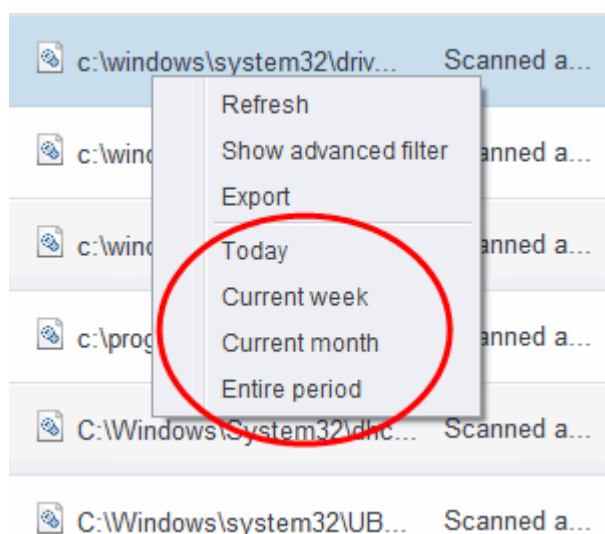 c:\windows\system32\driv... Scanned a...
Refresh
Show advanced filter
c:\wind anned a...
Export
c:\wind Today anned a...
Current week
c:\prog Current month anned a...
Entire period
C:\Windows\System32\dhc... Scanned a...
C:\Windows\system32\UB... Scanned a...